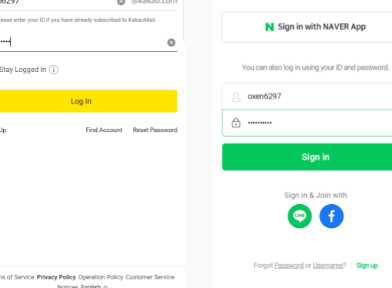 6297
@kakao.com
ease enter your ID if you have already subscribed to KakaoMail.
Stay Logged In
Log In
Up
Find Account Reset Password
ms of Service Privacy Policy Operation Policy Customer Service
Notices English
Sign in with NAVER App
You can also log in using your ID and password.
oxen6297
Sign in
Sign in & Join with
LINE
f
Forgot Password or Username? Sign up